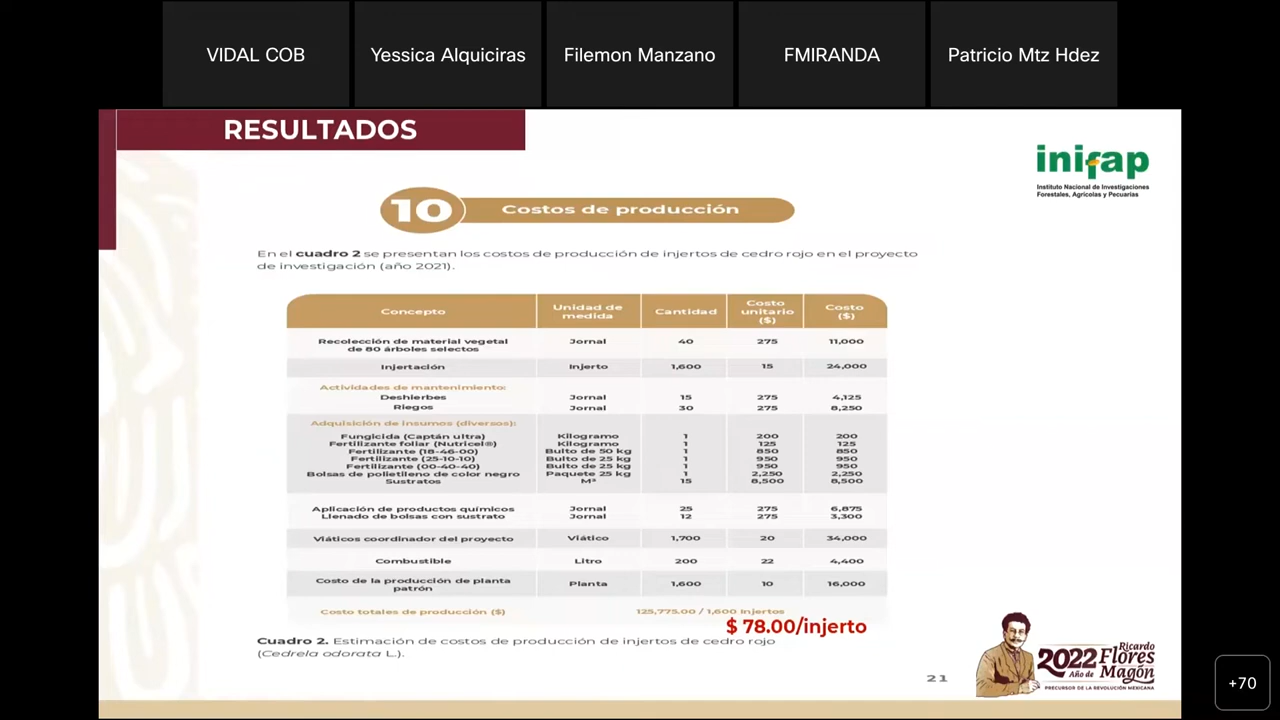 VIDAL COB
Yessica Alquiciras
Filemon Manzano
FMIRANDA
Patricio Mtz Hdez
RESULTADOS
inifap
Instituto Nacional de Investigaciones
Forestales, Agrícolas y Pecuarias
10 Costos de producción
En el cuadro 2 se presentan los costos de producción de injertos de cedro rojo en el proyecto
de investigación (año 2021).
Concepto Unidad de medida Cantidad Costo unitario ($) Costo ($)
Recolección de material vegetal de 80 árboles selectos Jornal 40 275 11,000
Injertación Injerto 1,600 15 24,000
Actividades de mantenimiento:
Deshierbes Jornal 15 275 4,125
Riegos Jornal 30 275 8,250
Adquisición de insumos (diversos):
Fungicida (Captán ultra) Kilogramo 1 200 200
Fertilizante foliar (Nutricel®) Kilogramo 1 125 125
Fertilizante (18-46-00) Bulto de 50 kg 1 850 850
Fertilizante (25-10-10) Bulto de 25 kg 1 950 950
Fertilizante (00-40-40) Bulto de 25 kg 1 950 950
Bolsas de polietileno de color negro Paquete 25 kg 1 2,250 2,250
Sustratos M³ 15 8,500 8,500
Aplicación de productos químicos Jornal 25 275 6,875
Llenado de bolsas con sustrato Jornal 12 275 3,300
Viáticos coordinador del proyecto Viático 1,700 20 34,000
Combustible Litro 200 22 4,400
Costo de la producción de planta patrón Planta 1,600 10 16,000
Costo totales de producción ($) 125,775.00 / 1,600 Injertos
$ 78.00/injerto
Cuadro 2. Estimación de costos de producción de injertos de cedro rojo
(Cedrela odorata L.).
21
2022 Año de Ricardo Flores Magón
PRECURSOR DE LA REVOLUCIÓN MEXICANA
+70